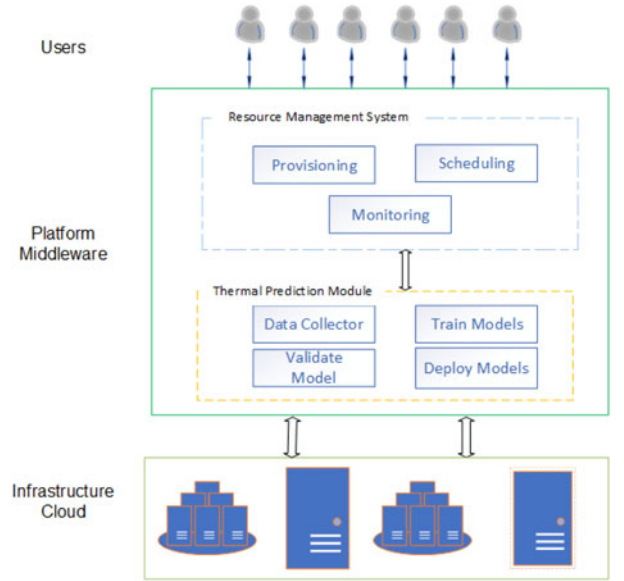 Users
Resource Management System
Provisioning
Scheduling
Monitoring
Platform
Middleware
Thermal Prediction Module
Data Collector
Train Models
Validate
Model
Deploy Models
Infrastructure
Cloud